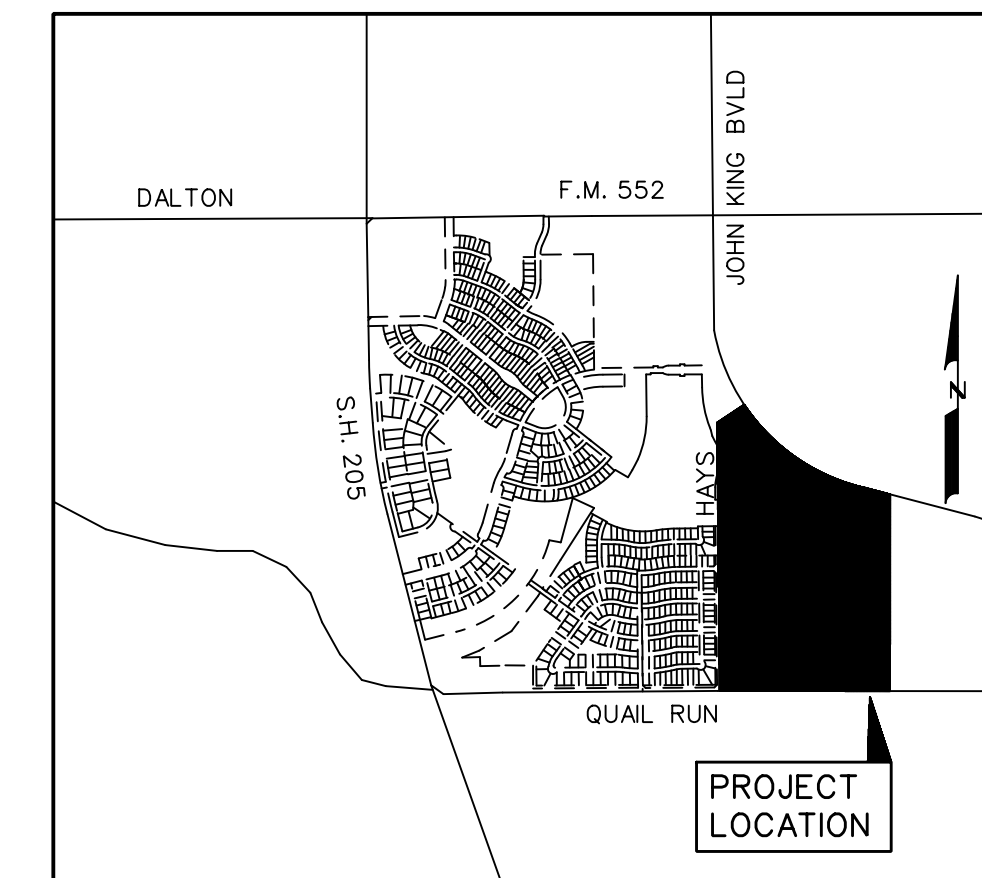 DALTON
F.M. 552
JOHN KING BVLD
S.H. 205
HAYS
N
QUAIL RUN
PROJECT
LOCATION